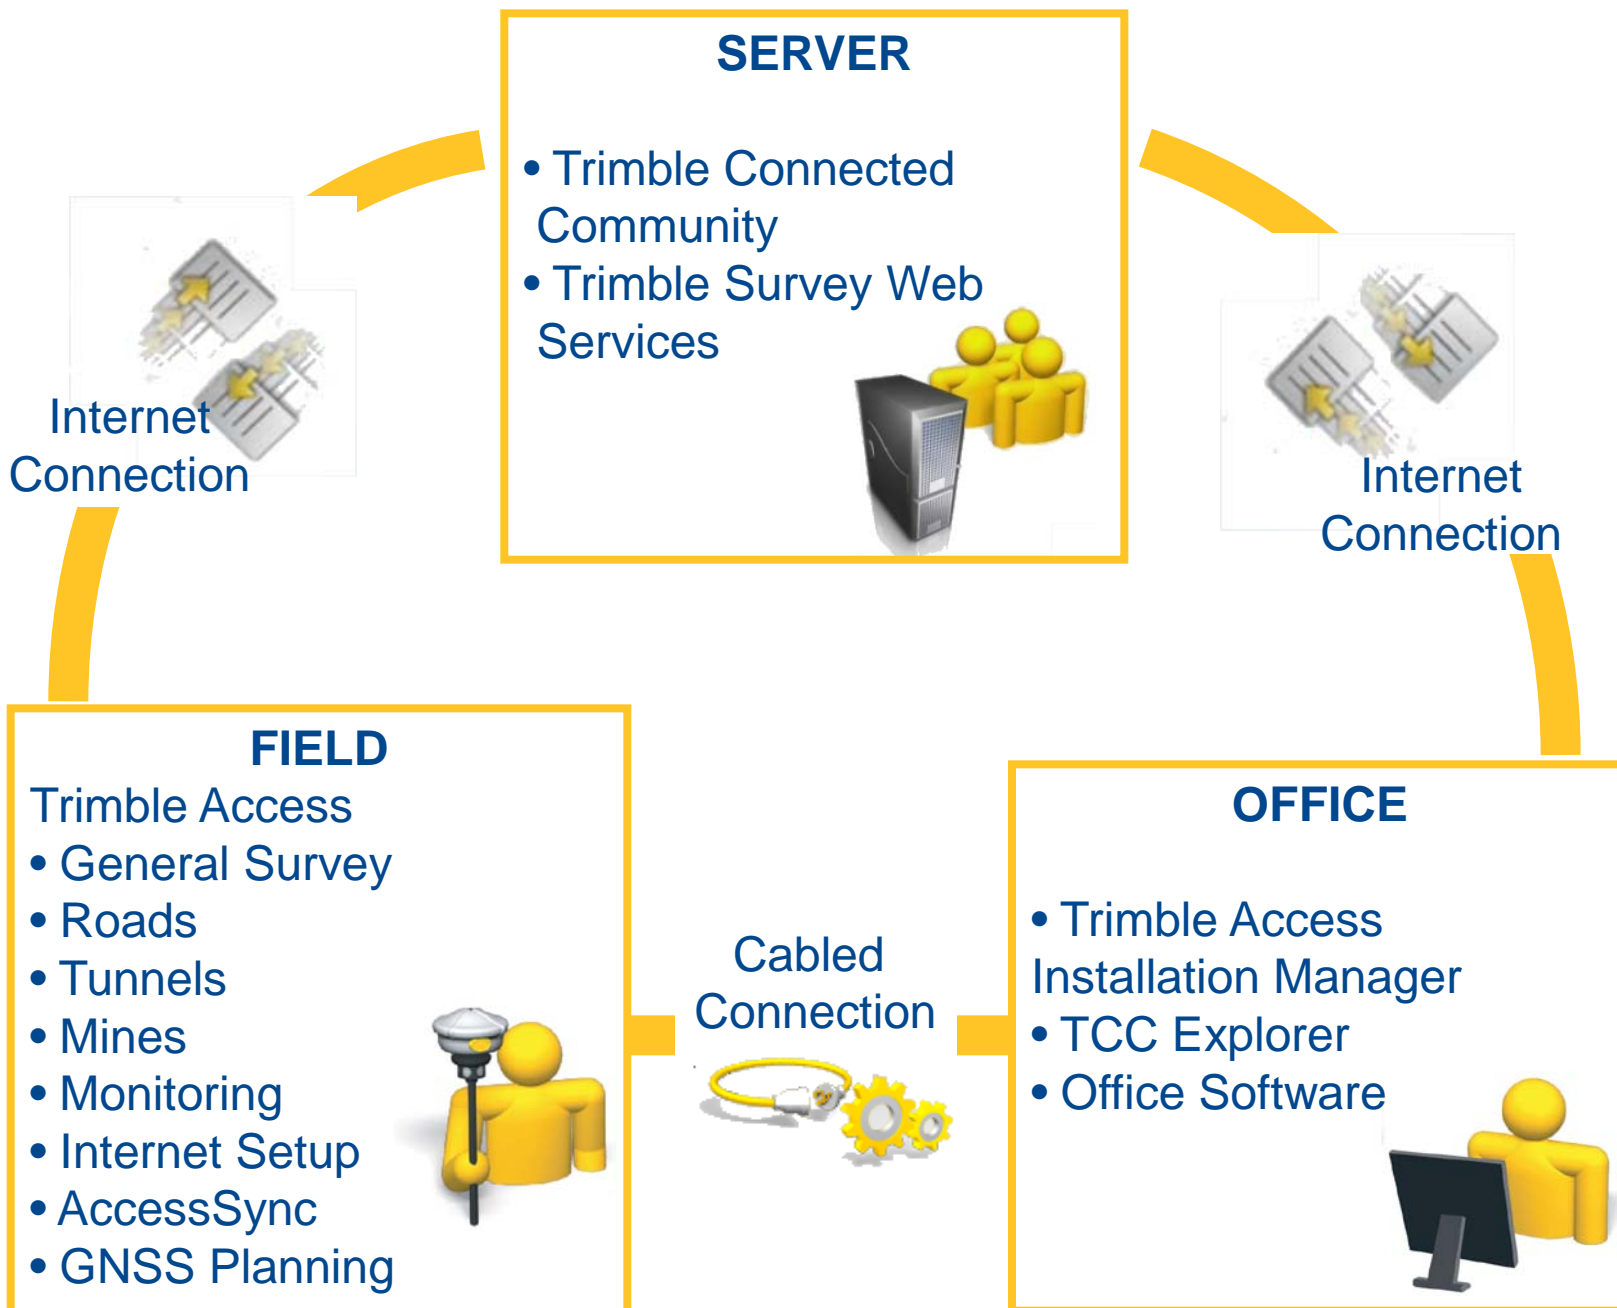 SERVER
• Trimble Connected
Community
• Trimble Survey Web
Services
Internet
Connection
Internet
Connection
FIELD
Trimble Access
• General Survey
• Roads
• Tunnels
• Mines
• Monitoring
• Internet Setup
• AccessSync
• GNSS Planning
Cabled
Connection
OFFICE
• Trimble Access
Installation Manager
• TCC Explorer
• Office Software